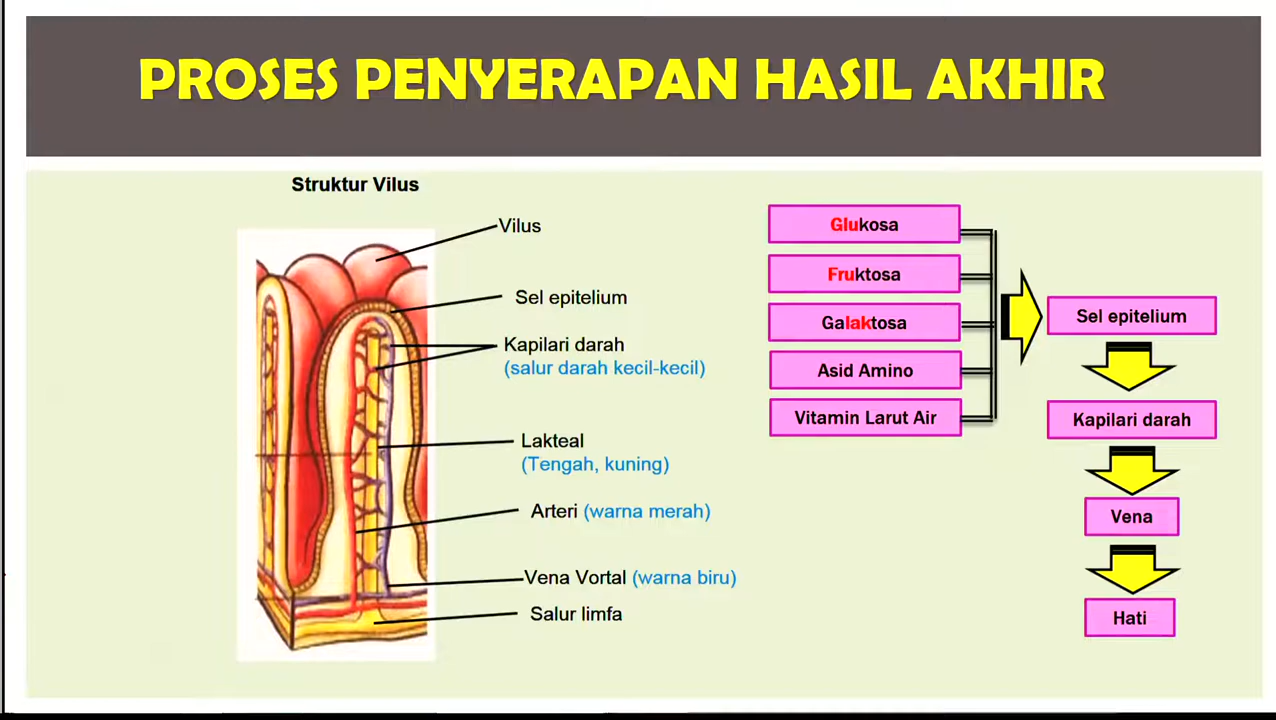 PROSES PENYERAPAN HASIL AKHIR
Struktur Vilus
Vilus
Sel epitelium
Kapilari darah
(salur darah kecil-kecil)
Lakteal
(Tengah, kuning)
Arteri (warna merah)
Vena Vortal (warna biru)
Salur limfa
Glukosa
Fruktosa
Galaktosa
Asid Amino
Vitamin Larut Air
Sel epitelium
Kapilari darah
Vena
Hati